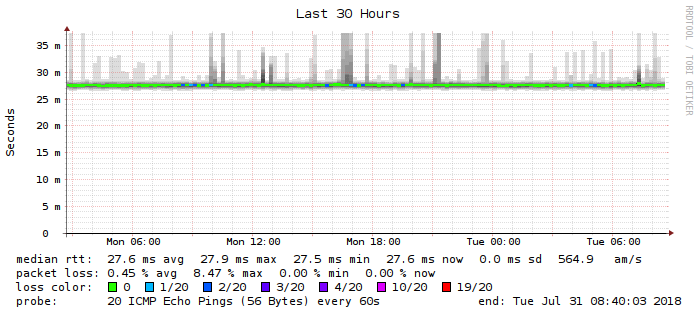 Last 30 Hours
RRDTOOL / TOBI OETIKER
Seconds
35 m
30 m
25 m
20 m
15 m
10 m
5 m
0
Mon 06:00 Mon 12:00 Mon 18:00 Tue 00:00 Tue 06:00
median rtt: 27.6 ms avg 27.9 ms max 27.5 ms min 27.6 ms now 0.0 ms sd 564.9 am/s
packet loss: 0.45 % avg 8.47 % max 0.00 % min 0.00 % now
loss color: 0 1/20 2/20 3/20 4/20 10/20 19/20
probe: 20 ICMP Echo Pings (56 Bytes) every 60s end: Tue Jul 31 08:40:03 2018